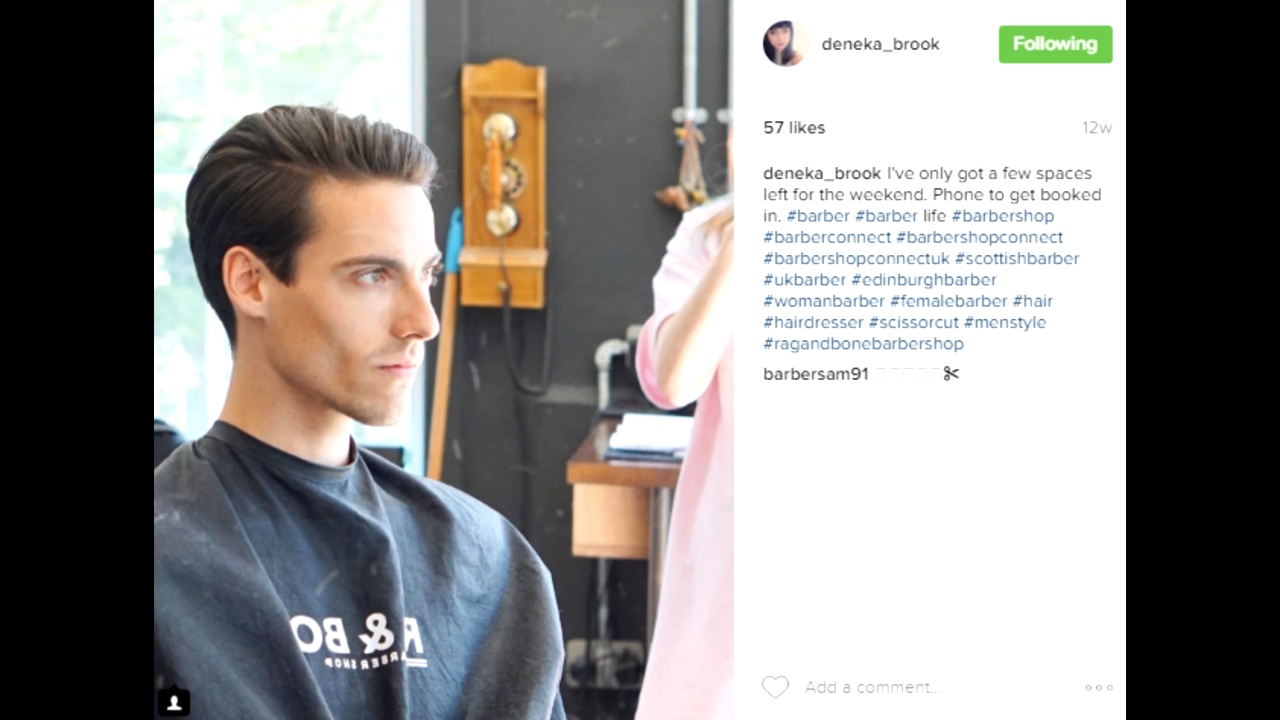 deneka_brook
Following
57 likes
12w
deneka_brook I've only got a few spaces
left for the weekend. Phone to get booked
in. #barber #barber life #barbershop
#barberconnect #barbershopconnect
#barbershopconnectuk #scottishbarber
#ukbarber #edinburghbarber
#womanbarber #femalebarber #hair
#hairdresser #scissorcut #menstyle
#ragandbonebarbershop
barbersam91
Add a comment...
R & BO
BARBERSHOP